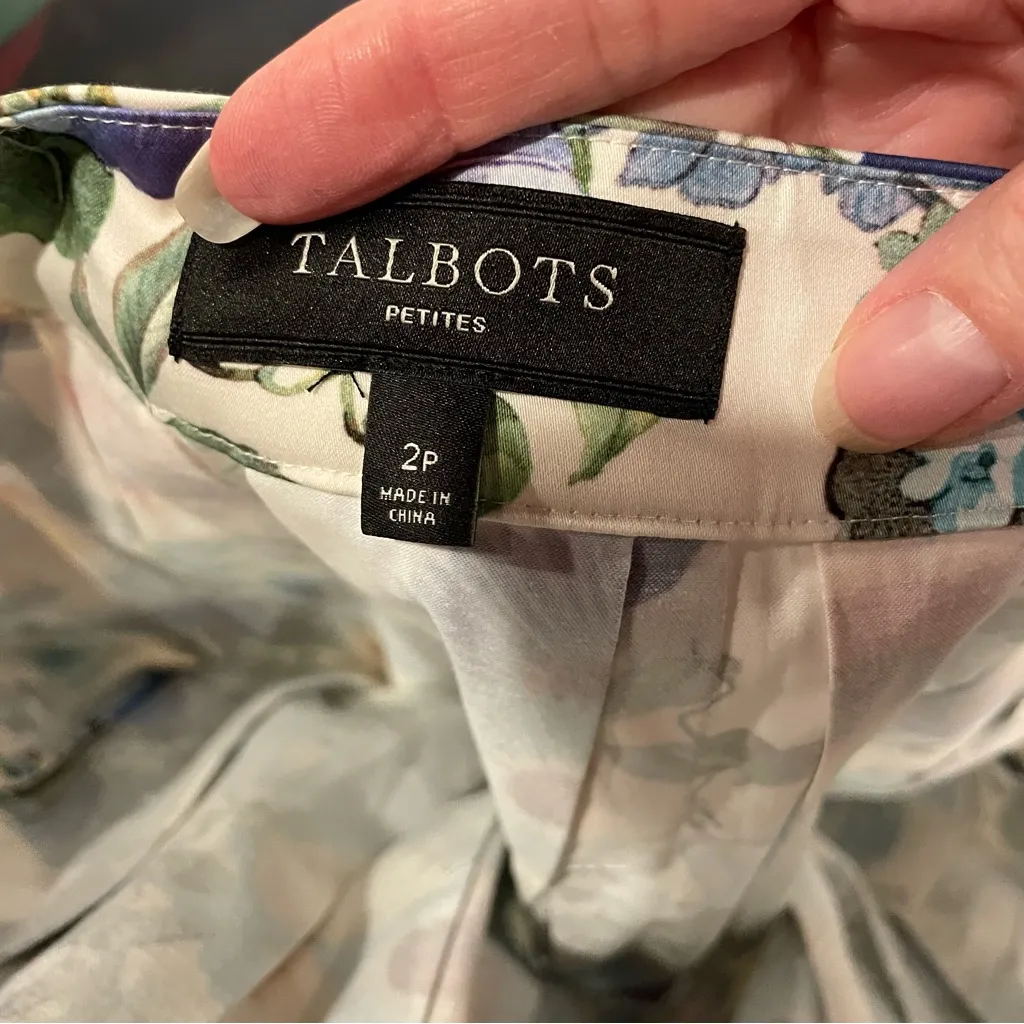 TALBOTS
PETITES
2P
MADE IN
CHINA